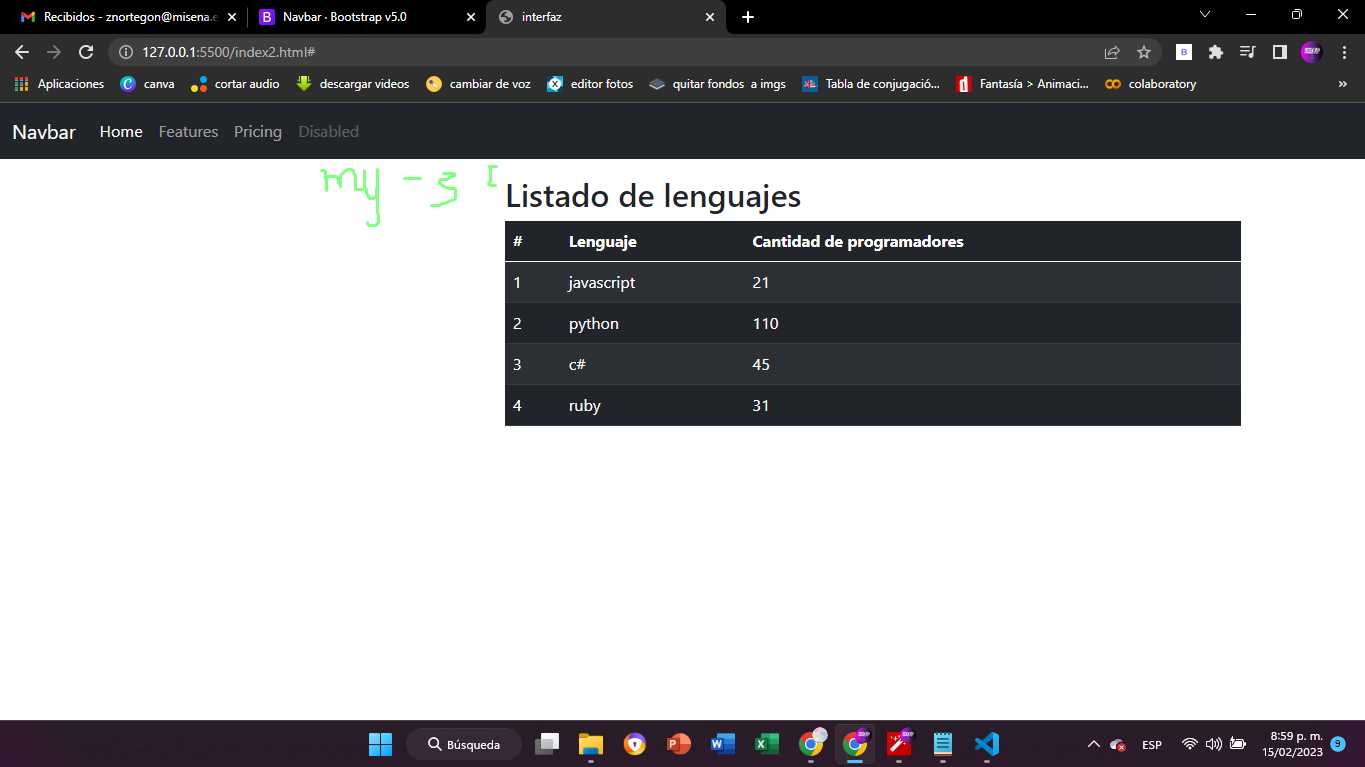 Recibidos - znortegon@misena.e
Navbar · Bootstrap v5.0
interfaz
127.0.0.1:5500/index2.html#
Aplicaciones
canva
cortar audio
descargar videos
cambiar de voz
editor fotos
quitar fondos a imgs
Tabla de conjugació...
Fantasía > Animaci...
colaboratory
»
Navbar Home Features Pricing Disabled
my - 3
Listado de lenguajes
# Lenguaje Cantidad de programadores
1 javascript 21
2 python 110
3 c# 45
4 ruby 31
Búsqueda
ESP
8:59 p. m.
15/02/2023
9